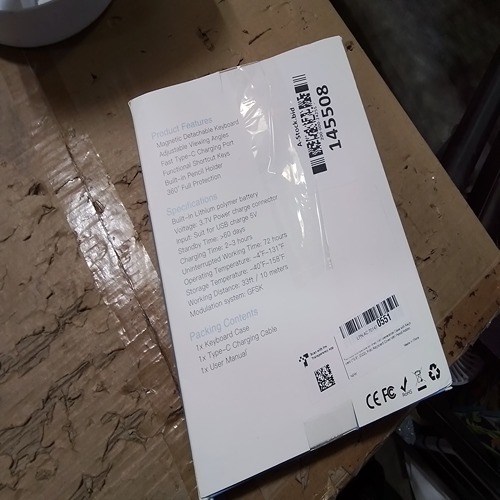 Product Features
Magnetic Detachable Keyboard
Adjustable Viewing Angles
Fast Type-C Charging Port
Functional Shortcut Keys
Built-in Pencil Holder
360° Full Protection
Specifications
Built-in Lithium polymer battery
Voltage: 3.7V Power charge connector
Input: Suit for USB charge 5V
Standby Time: >60 days
Charging Time: 2-3 hours
Uninterrupted Working Time: 72 hours
Operating Temperature: -4°F-131°F
Storage Temperature: -40°F-158°F
Working Distance: 33ft / 10 meters
Modulation system: GFSK
Packing Contents
1x Keyboard Case
1x Type-C Charging Cable
1x User Manual
A-Stock.bid
145508
0SS1
CE FC RoHS